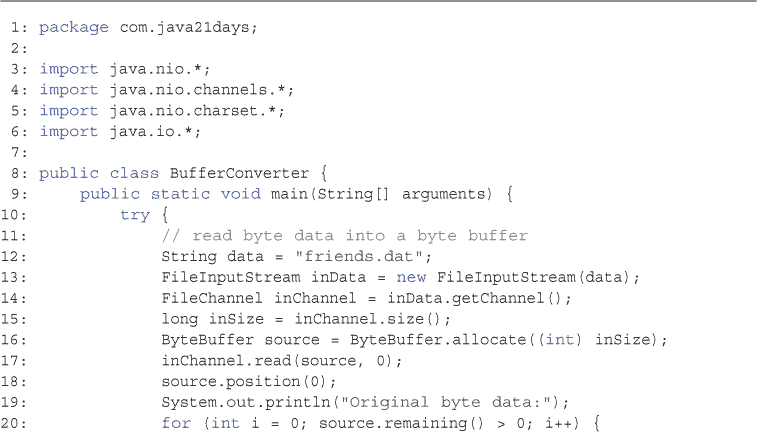 1: package com.java21days;
2:
3: import java.nio.*;
4: import java.nio.channels.*;
5: import java.nio.charset.*;
6: import java.io.*;
7:
8: public class BufferConverter {
9:     public static void main(String[] arguments) {
10:         try {
11:             // read byte data into a byte buffer
12:             String data = "friends.dat";
13:             FileInputStream inData = new FileInputStream(data);
14:             FileChannel inChannel = inData.getChannel();
15:             long inSize = inChannel.size();
16:             ByteBuffer source = ByteBuffer.allocate((int) inSize);
17:             inChannel.read(source, 0);
18:             source.position(0);
19:             System.out.println("Original byte data:");
20:             for (int i = 0; source.remaining() > 0; i++) {